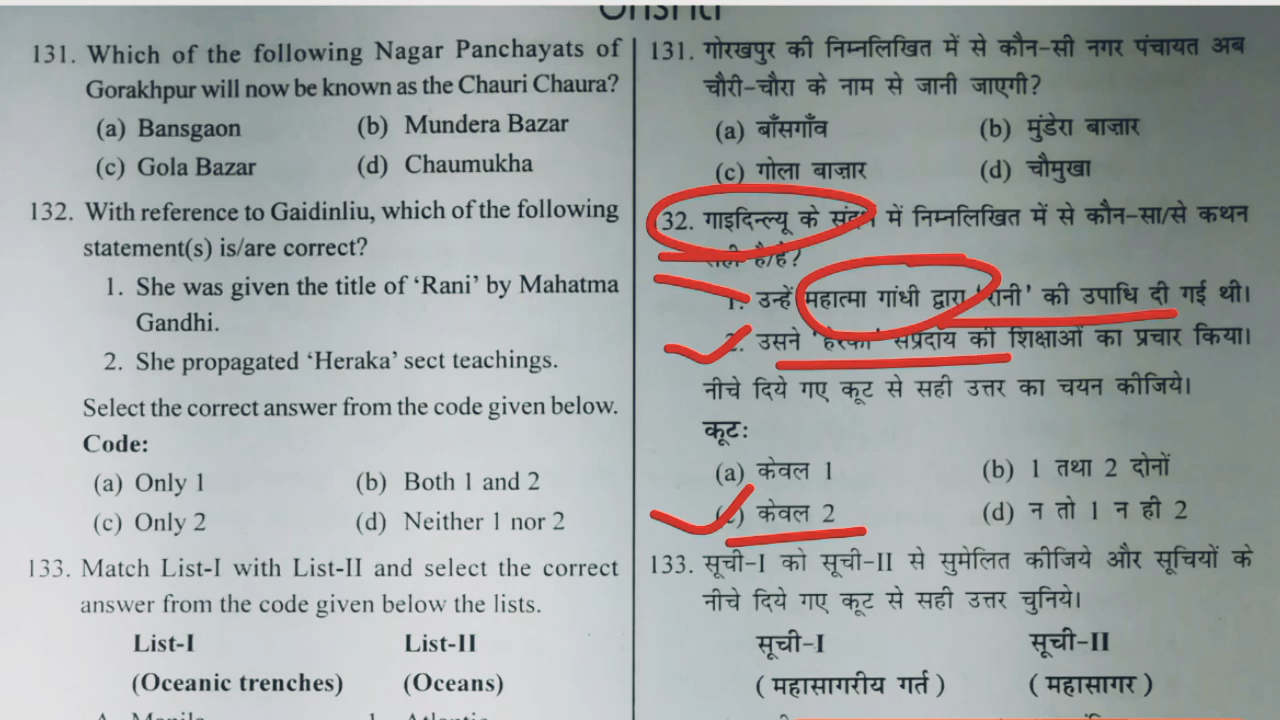 131. Which of the following Nagar Panchayats of
Gorakhpur will now be known as the Chauri Chaura?
(a) Bansgaon (b) Mundera Bazar
(c) Gola Bazar (d) Chaumukha
132. With reference to Gaidinliu, which of the following
statement(s) is/are correct?
1. She was given the title of ‘Rani’ by Mahatma
Gandhi.
2. She propagated ‘Heraka’ sect teachings.
Select the correct answer from the code given below.
Code:
(a) Only 1 (b) Both 1 and 2
(c) Only 2 (d) Neither 1 nor 2
133. Match List-I with List-II and select the correct
answer from the code given below the lists.
List-I List-II
(Oceanic trenches) (Oceans)
131. गोरखपुर की निम्नलिखित में से कौन-सी नगर पंचायत अब
चौरी-चौरा के नाम से जानी जाएगी?
(a) बाँसगाँव (b) मुंडेरा बाज़ार
(c) गोला बाज़ार (d) चौमुखा
32. गाइदिन्ल्यू के संदर्भ में निम्नलिखित में से कौन-सा/से कथन
सही है/हैं?
1. उन्हें महात्मा गांधी द्वारा ‘रानी’ की उपाधि दी गई थी।
2. उसने ‘हेरका’ संप्रदाय की शिक्षाओं का प्रचार किया।
नीचे दिये गए कूट से सही उत्तर का चयन कीजिये।
कूट:
(a) केवल 1 (b) 1 तथा 2 दोनों
(c) केवल 2 (d) न तो 1 न ही 2
133. सूची-I को सूची-II से सुमेलित कीजिये और सूचियों के
नीचे दिये गए कूट से सही उत्तर चुनिये।
सूची-I सूची-II
(महासागरीय गर्त) (महासागर)